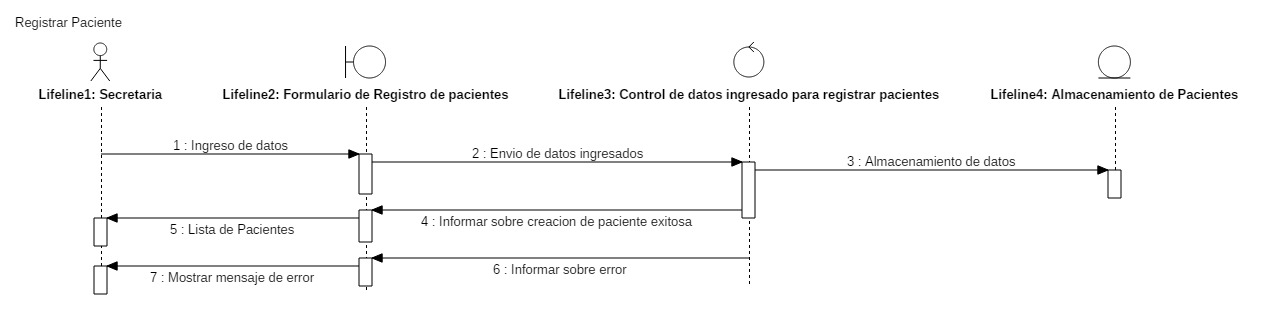 Registrar Paciente
Lifeline1: Secretaria
Lifeline2: Formulario de Registro de pacientes
Lifeline3: Control de datos ingresado para registrar pacientes
Lifeline4: Almacenamiento de Pacientes
1 : Ingreso de datos
2 : Envio de datos ingresados
3 : Almacenamiento de datos
4 : Informar sobre creacion de paciente exitosa
5 : Lista de Pacientes
6 : Informar sobre error
7 : Mostrar mensaje de error